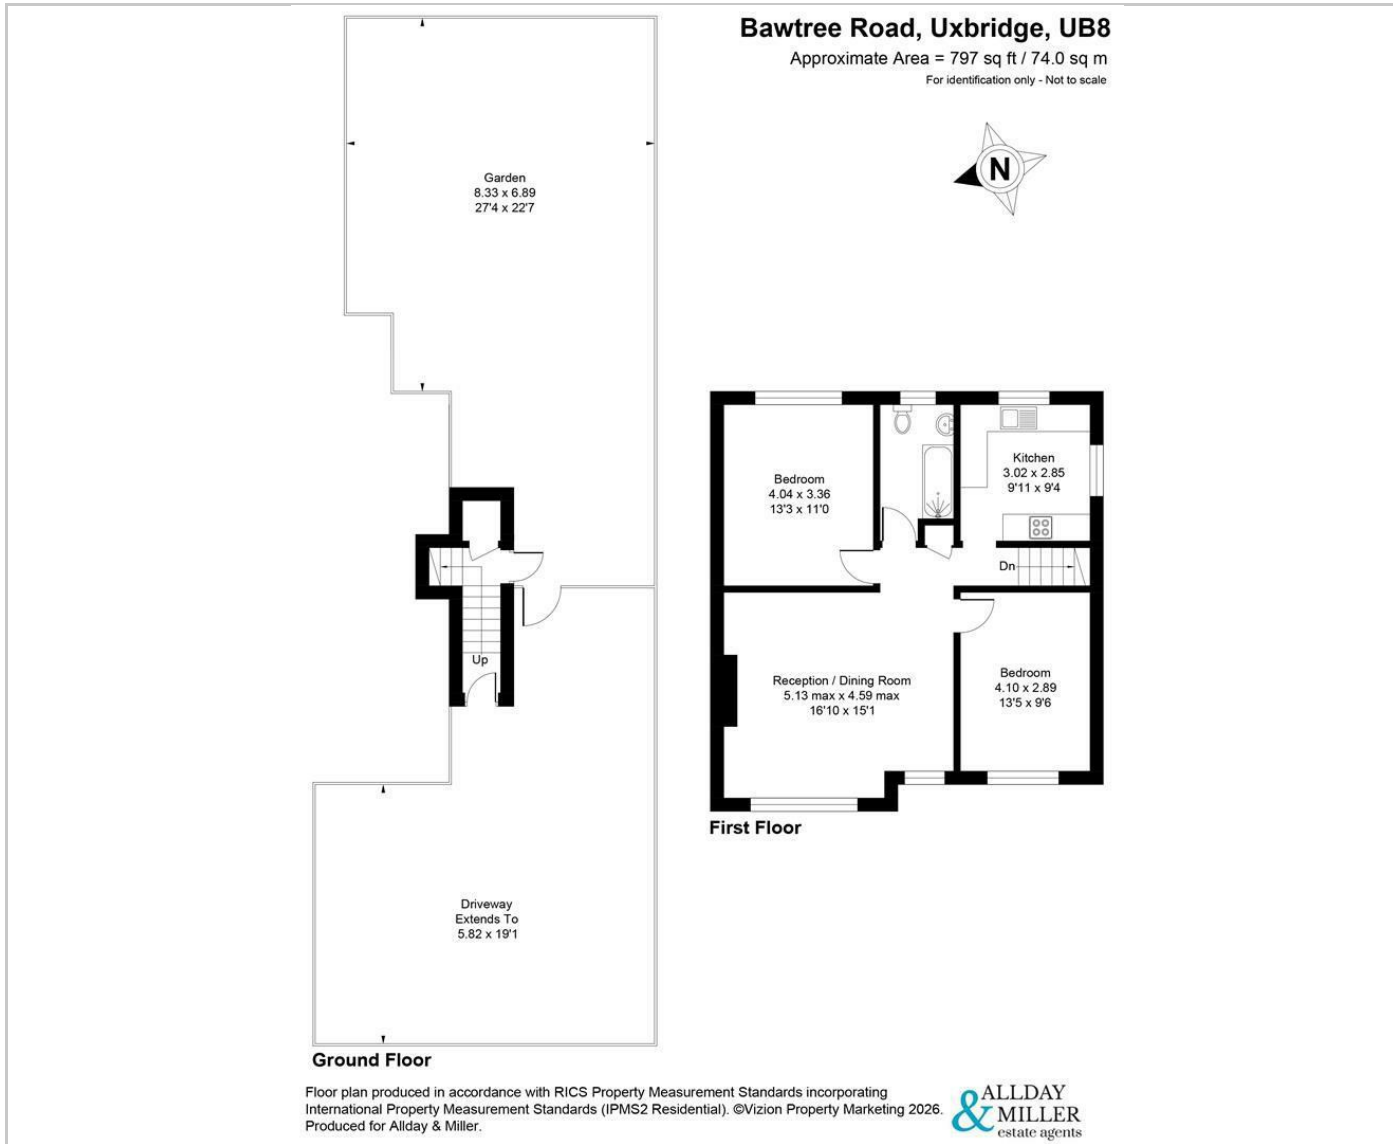 Bawtree Road, Uxbridge, UB8
Approximate Area = 797 sq ft / 74.0 sq m
For identification only - Not to scale
N
Garden
8.33 x 6.89
27'4 x 22'7
Up
Driveway
Extends To
5.82 x 19'1
Ground Floor
Bedroom
4.04 x 3.36
13'3 x 11'0
Kitchen
3.02 x 2.85
9'11 x 9'4
Dn
Reception / Dining Room
5.13 max x 4.59 max
16'10 x 15'1
Bedroom
4.10 x 2.89
13'5 x 9'6
First Floor
Floor plan produced in accordance with RICS Property Measurement Standards incorporating
International Property Measurement Standards (IPMS2 Residential). ©Vizion Property Marketing 2026.
Produced for Allday & Miller.
ALLDAY
& MILLER
estate agents